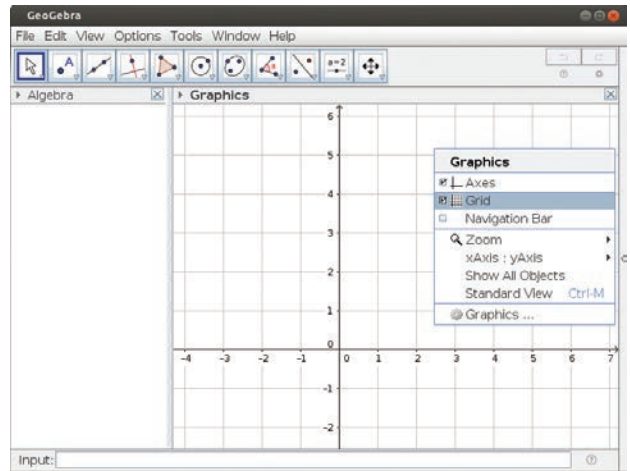 GeoGebra
File Edit View Options Tools Window Help
A a=2
Algebra Graphics
6
5
4
3
2
1
0
-4 -3 -2 -1 0 1 2 3 4 5 6 7
-1
-2
Graphics
Axes
Grid
Navigation Bar
Zoom
xAxis : yAxis
Show All Objects
Standard View Ctrl-M
Graphics ...
Input: